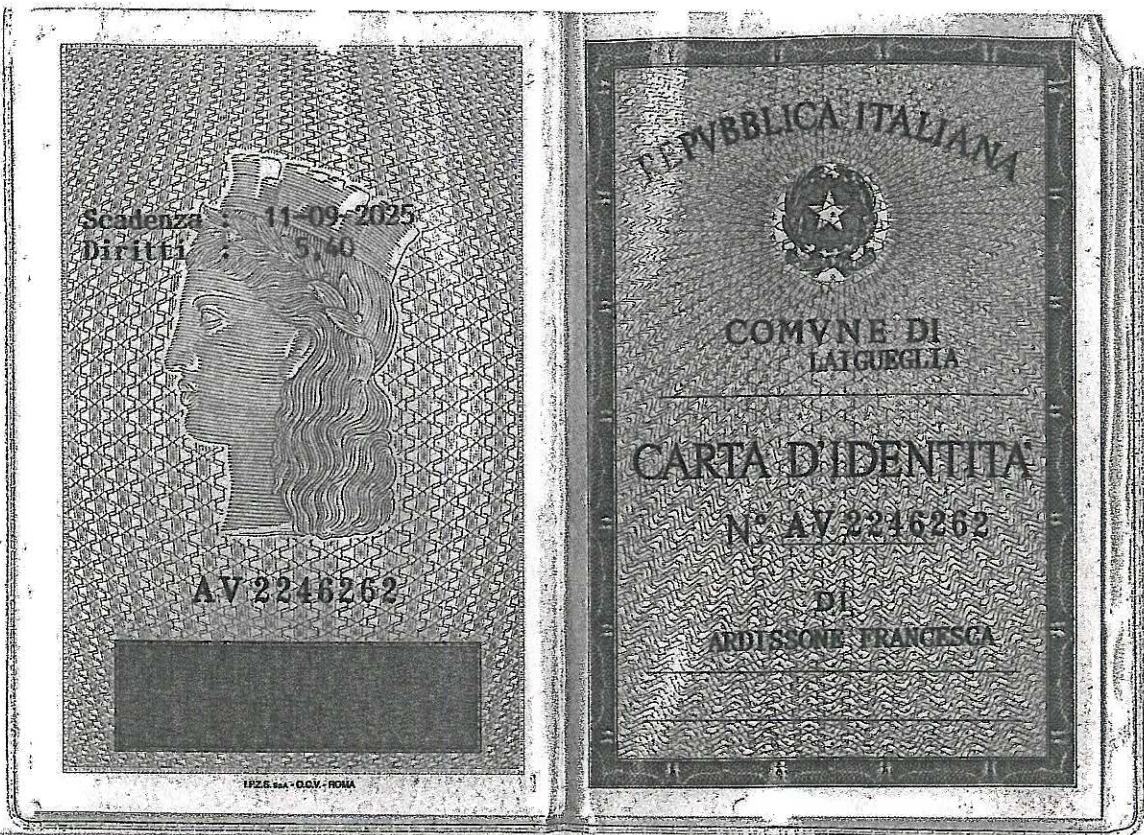 Scadenza : 11-09-2025
Diritti : 5,40
AV 2246262
I.P.Z.S. S.p.A. - O.C.V. - ROMA
REPVBBLICA ITALIANA
COMVNE DI
LAIGUEGLIA
CARTA D'IDENTITA'
N° AV 2246262
DI
ARDISSONE FRANCESCA